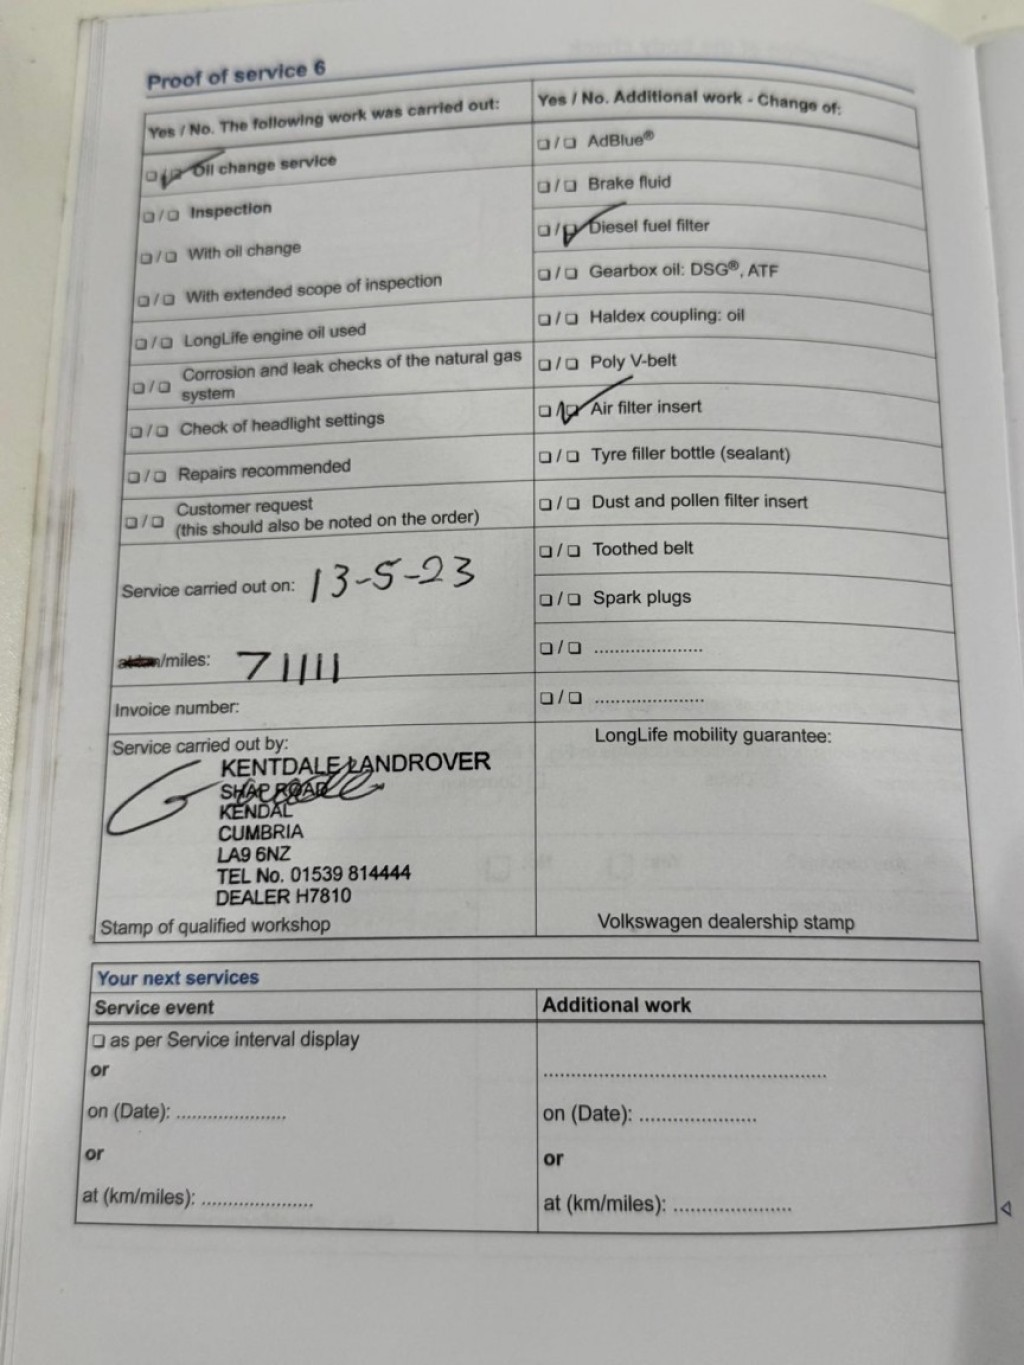 Proof of service 6
Yes / No. The following work was carried out:
❏/❏ Oil change service
❏/❏ Inspection
❏/❏ With oil change
❏/❏ With extended scope of inspection
❏/❏ LongLife engine oil used
❏/❏ Corrosion and leak checks of the natural gas
system
❏/❏ Check of headlight settings
❏/❏ Repairs recommended
❏/❏ Customer request
(this should also be noted on the order)
Service carried out on: 13-5-23
/miles: 71111
Invoice number:
Service carried out by:
KENTDALE LANDROVER
SHAP ROAD
KENDAL
CUMBRIA
LA9 6NZ
TEL No. 01539 814444
DEALER H7810
Stamp of qualified workshop
Yes / No. Additional work - Change of:
❏/❏ AdBlue®
❏/❏ Brake fluid
❏/❏ Diesel fuel filter
❏/❏ Gearbox oil: DSG®, ATF
❏/❏ Haldex coupling: oil
❏/❏ Poly V-belt
❏/❏ Air filter insert
❏/❏ Tyre filler bottle (sealant)
❏/❏ Dust and pollen filter insert
❏/❏ Toothed belt
❏/❏ Spark plugs
❏/❏ ......................
❏/❏ ......................
LongLife mobility guarantee:
Volkswagen dealership stamp
Your next services
Service event
❏ as per Service interval display
or
on (Date): ......................
or
at (km/miles): ......................
Additional work
......................................................
on (Date): ......................
or
at (km/miles): ......................